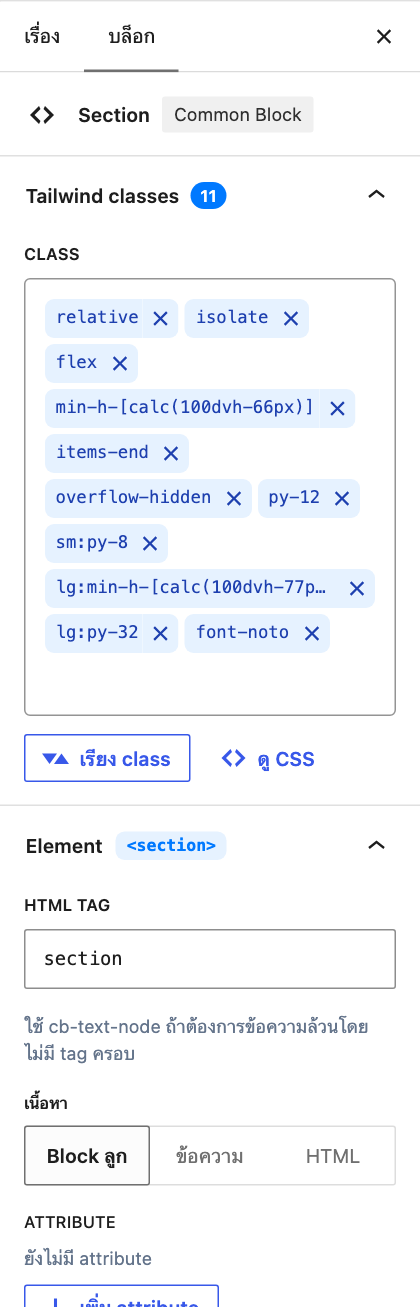 เรื่อง บล็อก
Section Common Block
Tailwind classes 11
CLASS
relative isolate
flex
min-h-[calc(100dvh-66px)]
items-end
overflow-hidden py-12
sm:py-8
lg:min-h-[calc(100dvh-77p…
lg:py-32 font-noto
เรียง class ดู CSS
Element <section>
HTML TAG
section
ใช้ cb-text-node ถ้าต้องการข้อความล้วนโดย
ไม่มี tag ครอบ
เนื้อหา
Block ลูก ข้อความ HTML
ATTRIBUTE
ยังไม่มี attribute
เพิ่ม attribute